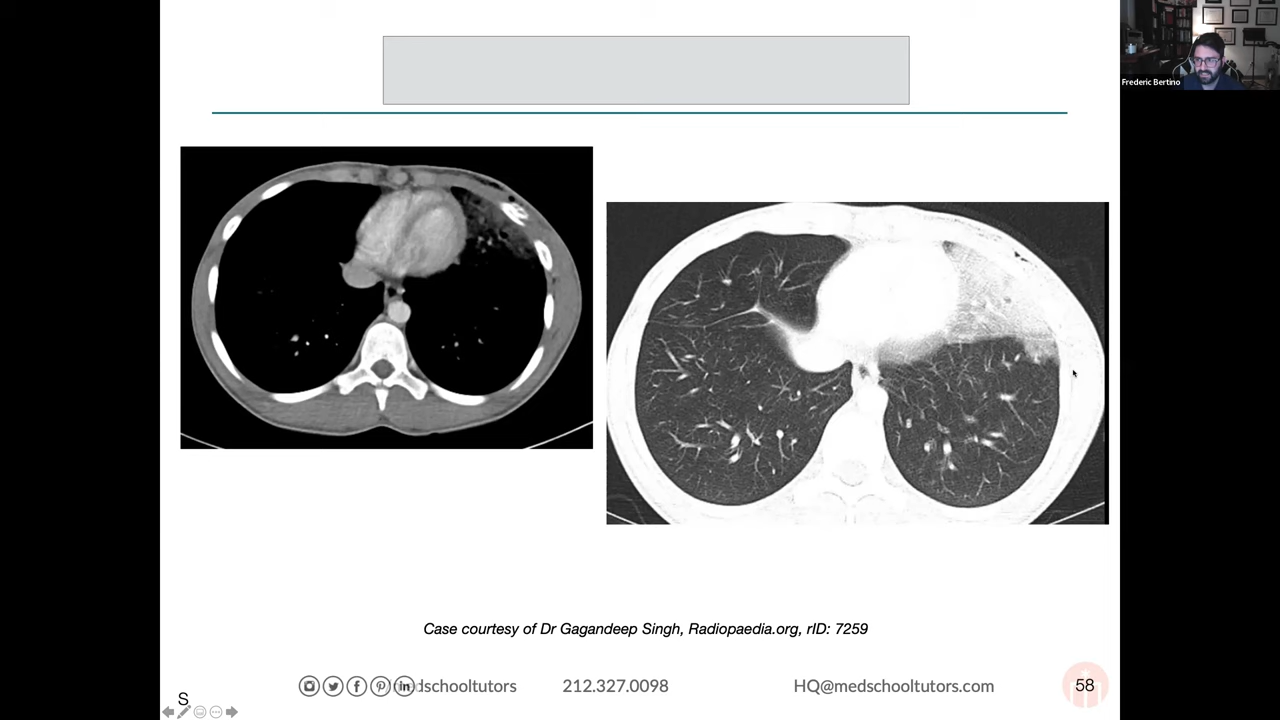 Frederic Bertino
Case courtesy of Dr Gagandeep Singh, Radiopaedia.org, rID: 7259
S
dschooltutors 212.327.0098 HQ@medschooltutors.com 58